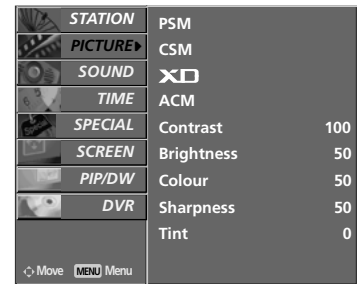 STATION
PICTURE
SOUND
TIME
SPECIAL
SCREEN
PIP/DW
DVR
Move MENU Menu
PSM
CSM
XD
ACM
Contrast 100
Brightness 50
Colour 50
Sharpness 50
Tint 0